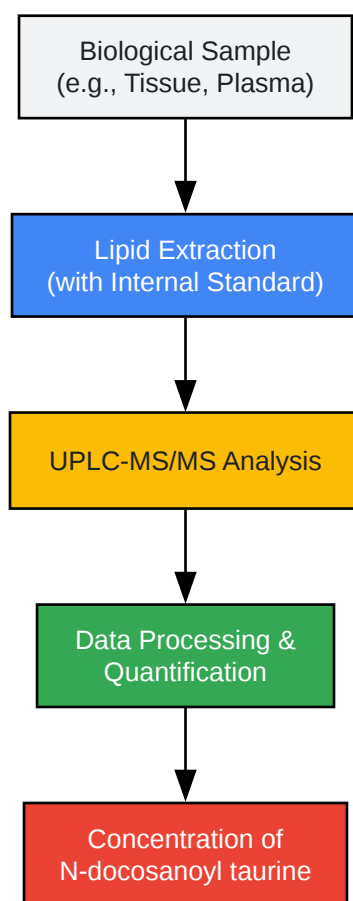 Biological Sample
(e.g., Tissue, Plasma)
Lipid Extraction
(with Internal Standard)
UPLC-MS/MS Analysis
Data Processing &
Quantification
Concentration of
N-docosanoyl taurine